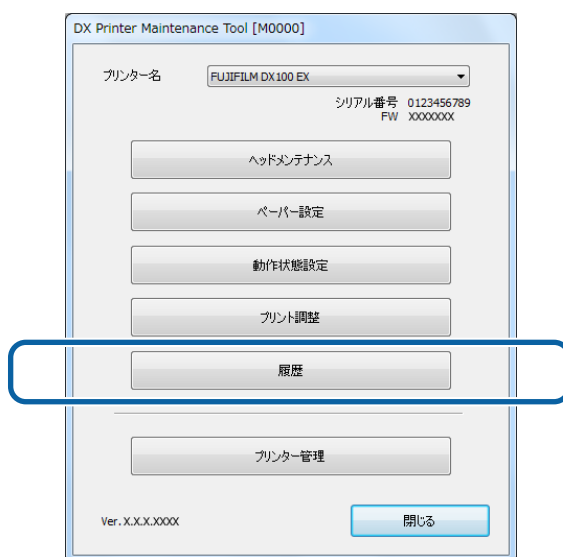 DX Printer Maintenance Tool [M0000]
プリンター名 FUJIFILM DX100 EX
シリアル番号 0123456789
FW XXXXXXX
ヘッドメンテナンス
ペーパー設定
動作状態設定
プリント調整
履歴
プリンター管理
Ver.X.X.X.XXXX 閉じる